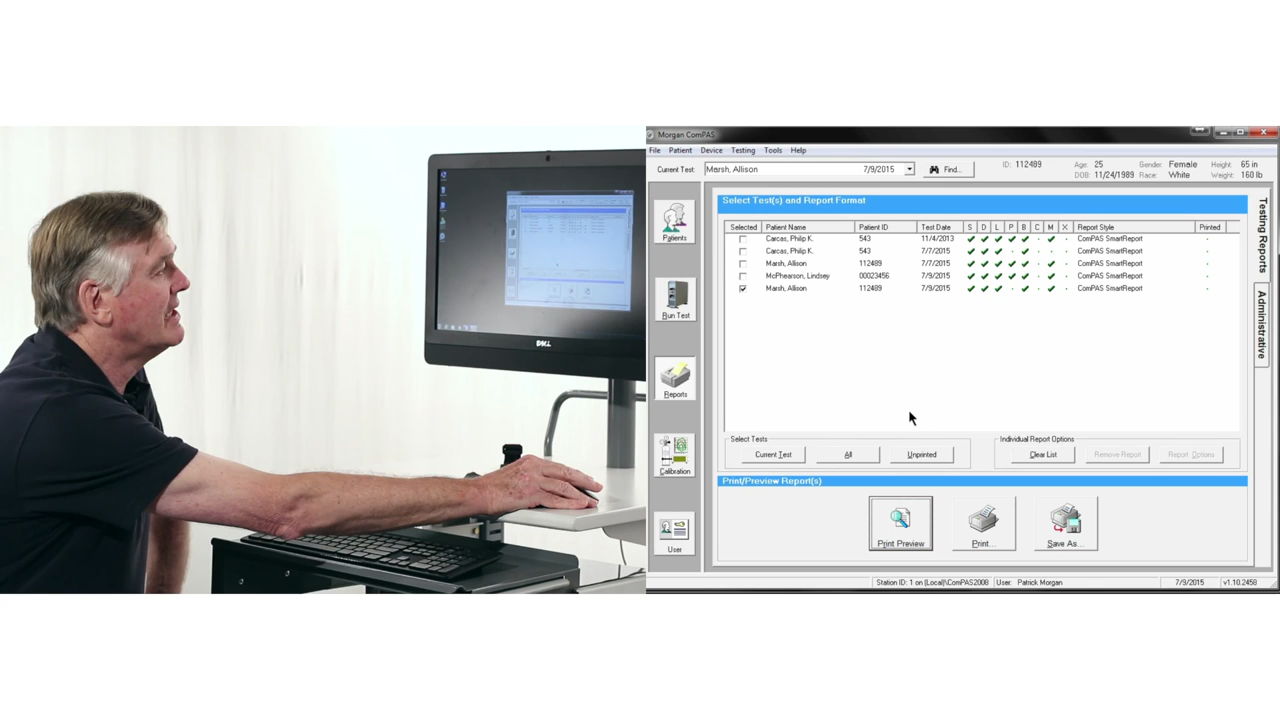 DELL
Morgan ComPAS
File Patient Device Testing Tools Help
Current Test: Marsh, Allison 7/9/2015 Find... ID: 112489 Age: 25 Gender: Female Height: 65 in
DOB: 11/24/1989 Race: White Weight: 160 lb
Patients
Run Test
Reports
Calibration
User
Select Test(s) and Report Format
Selected Patient Name Patient ID Test Date S D L P B C M X Report Style Printed
Carcas, Philip K. 543 11/4/2013 ComPAS SmartReport
Carcas, Philip K. 543 7/7/2015 ComPAS SmartReport
Marsh, Allison 112489 7/7/2015 ComPAS SmartReport
McPhearson, Lindsey 00023456 7/9/2015 ComPAS SmartReport
Marsh, Allison 112489 7/9/2015 ComPAS SmartReport
Select Tests
Current Test All Unprinted
Individual Report Options
Clear List Remove Report Report Options
Print/Preview Report(s)
Print Preview Print... Save As...
Testing Reports
Administrative
Station ID: 1 on (Local)\ComPAS2008 User: Patrick Morgan 7/9/2015 v1.10.2458